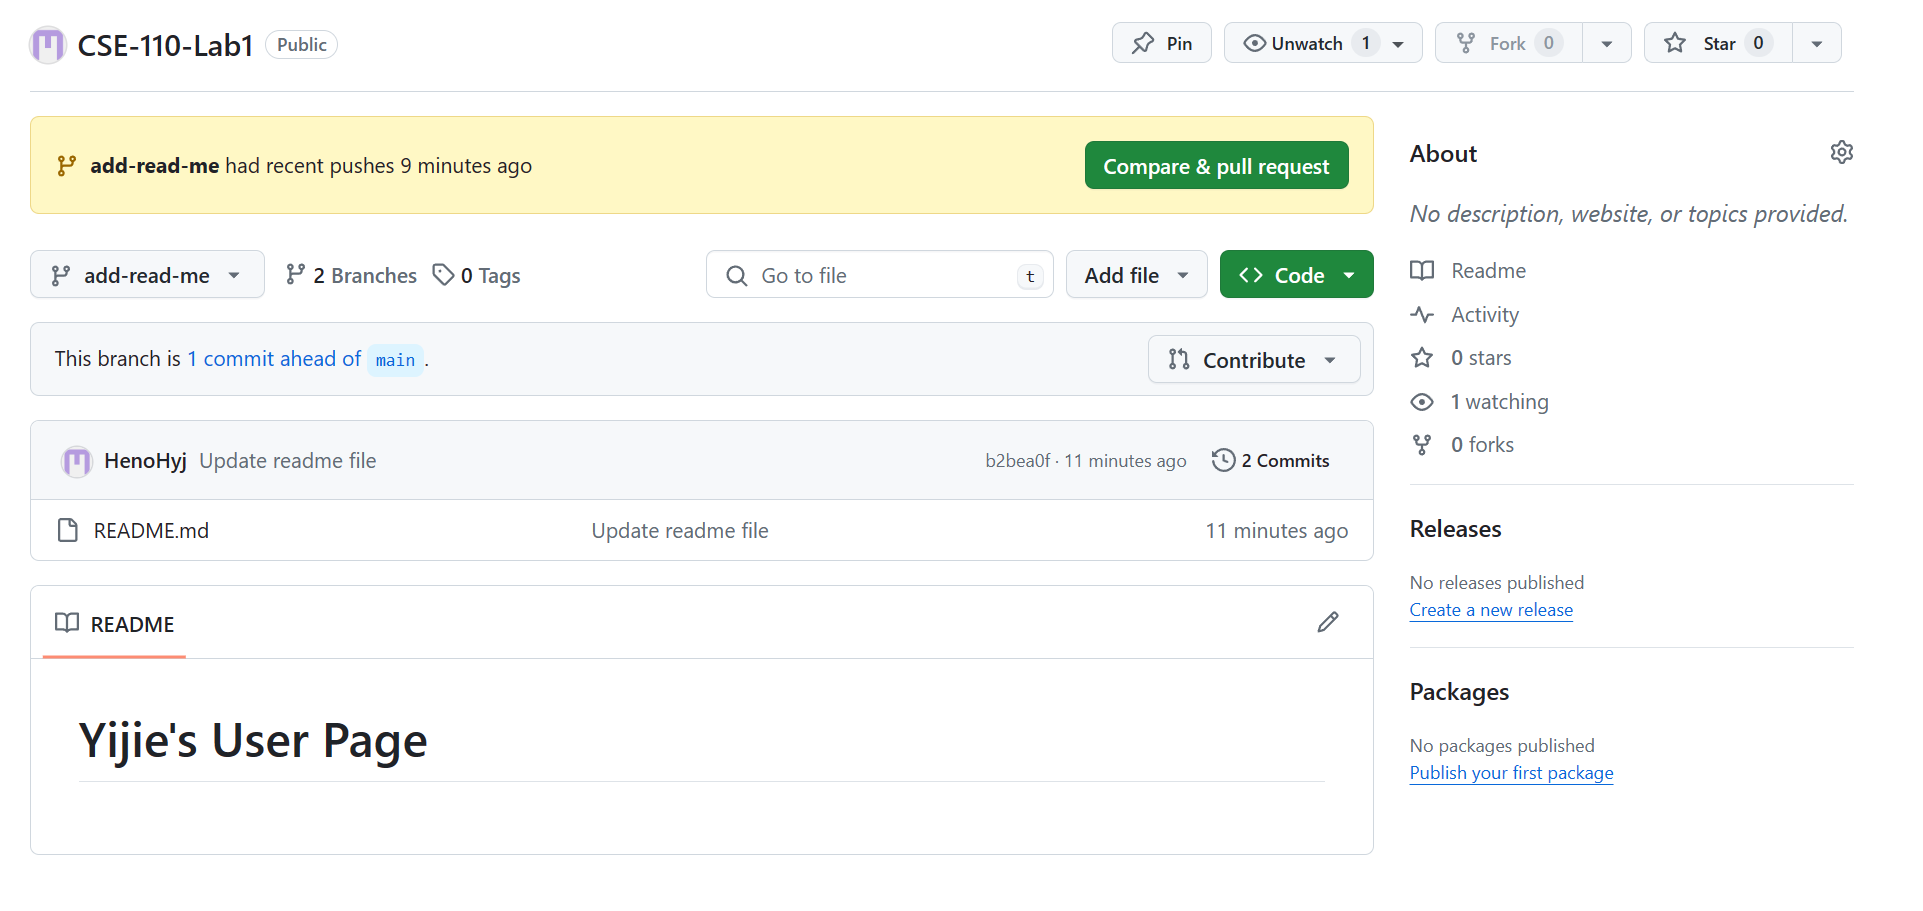 CSE-110-Lab1 Public Pin Unwatch 1 Fork 0 Star 0
add-read-me had recent pushes 9 minutes ago Compare & pull request
add-read-me 2 Branches 0 Tags Go to file t Add file Code
This branch is 1 commit ahead of main. Contribute
HenoHyj Update readme file b2bea0f · 11 minutes ago 2 Commits
README.md Update readme file 11 minutes ago
README
Yijie's User Page
About
No description, website, or topics provided.
Readme
Activity
0 stars
1 watching
0 forks
Releases
No releases published
Create a new release
Packages
No packages published
Publish your first package